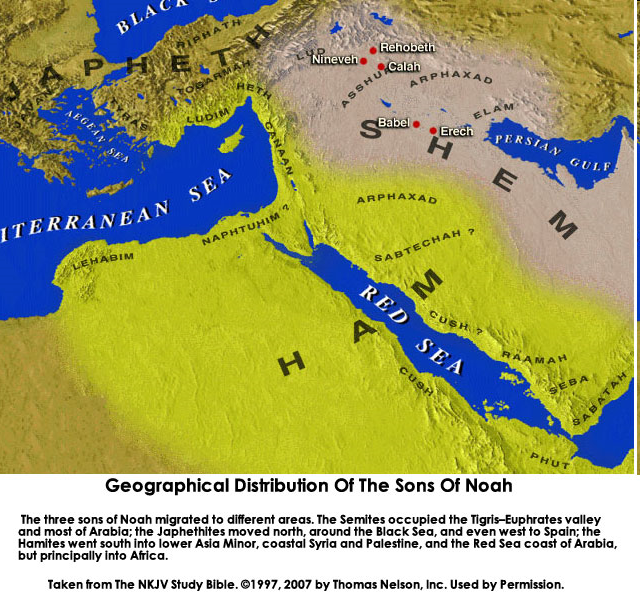 BLACK S
RIPHATH
JAPHETH
LUD
Rehobeth
Nineveh
Calah
TOGARMAH
ASSHUR
ARPHAXAD
HETH
LUDIM
AEGEAN SEA
ELAM
Babel
Erech
CANAAN
SHEM
PERSIAN GULF
ITERRANEAN SEA
ARPHAXAD
NAPHTUHIM ?
LEHABIM
SABTECHAH ?
HAM
RED SEA
CUSH ?
RAAMAH
CUSH
SEBA
SABATAH
PHUT
Geographical Distribution Of The Sons Of Noah
The three sons of Noah migrated to different areas. The Semites occupied the Tigris–Euphrates valley
and most of Arabia; the Japhethites moved north, around the Black Sea, and even west to Spain; the
Hamites went south into lower Asia Minor, coastal Syria and Palestine, and the Red Sea coast of Arabia,
but principally into Africa.
Taken from The NKJV Study Bible. ©1997, 2007 by Thomas Nelson, Inc. Used by Permission.